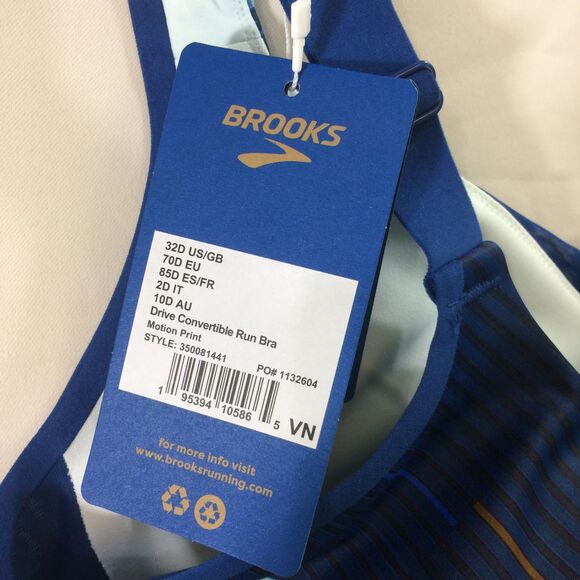 BROOKS
32D US/GB
70D EU
85D ES/FR
2D IT
10D AU
Drive Convertible Run Bra
Motion Print
STYLE: 350081441
PO# 1132604
1 95394 10586 5 VN
for more info visit
www.brooksrunning.com